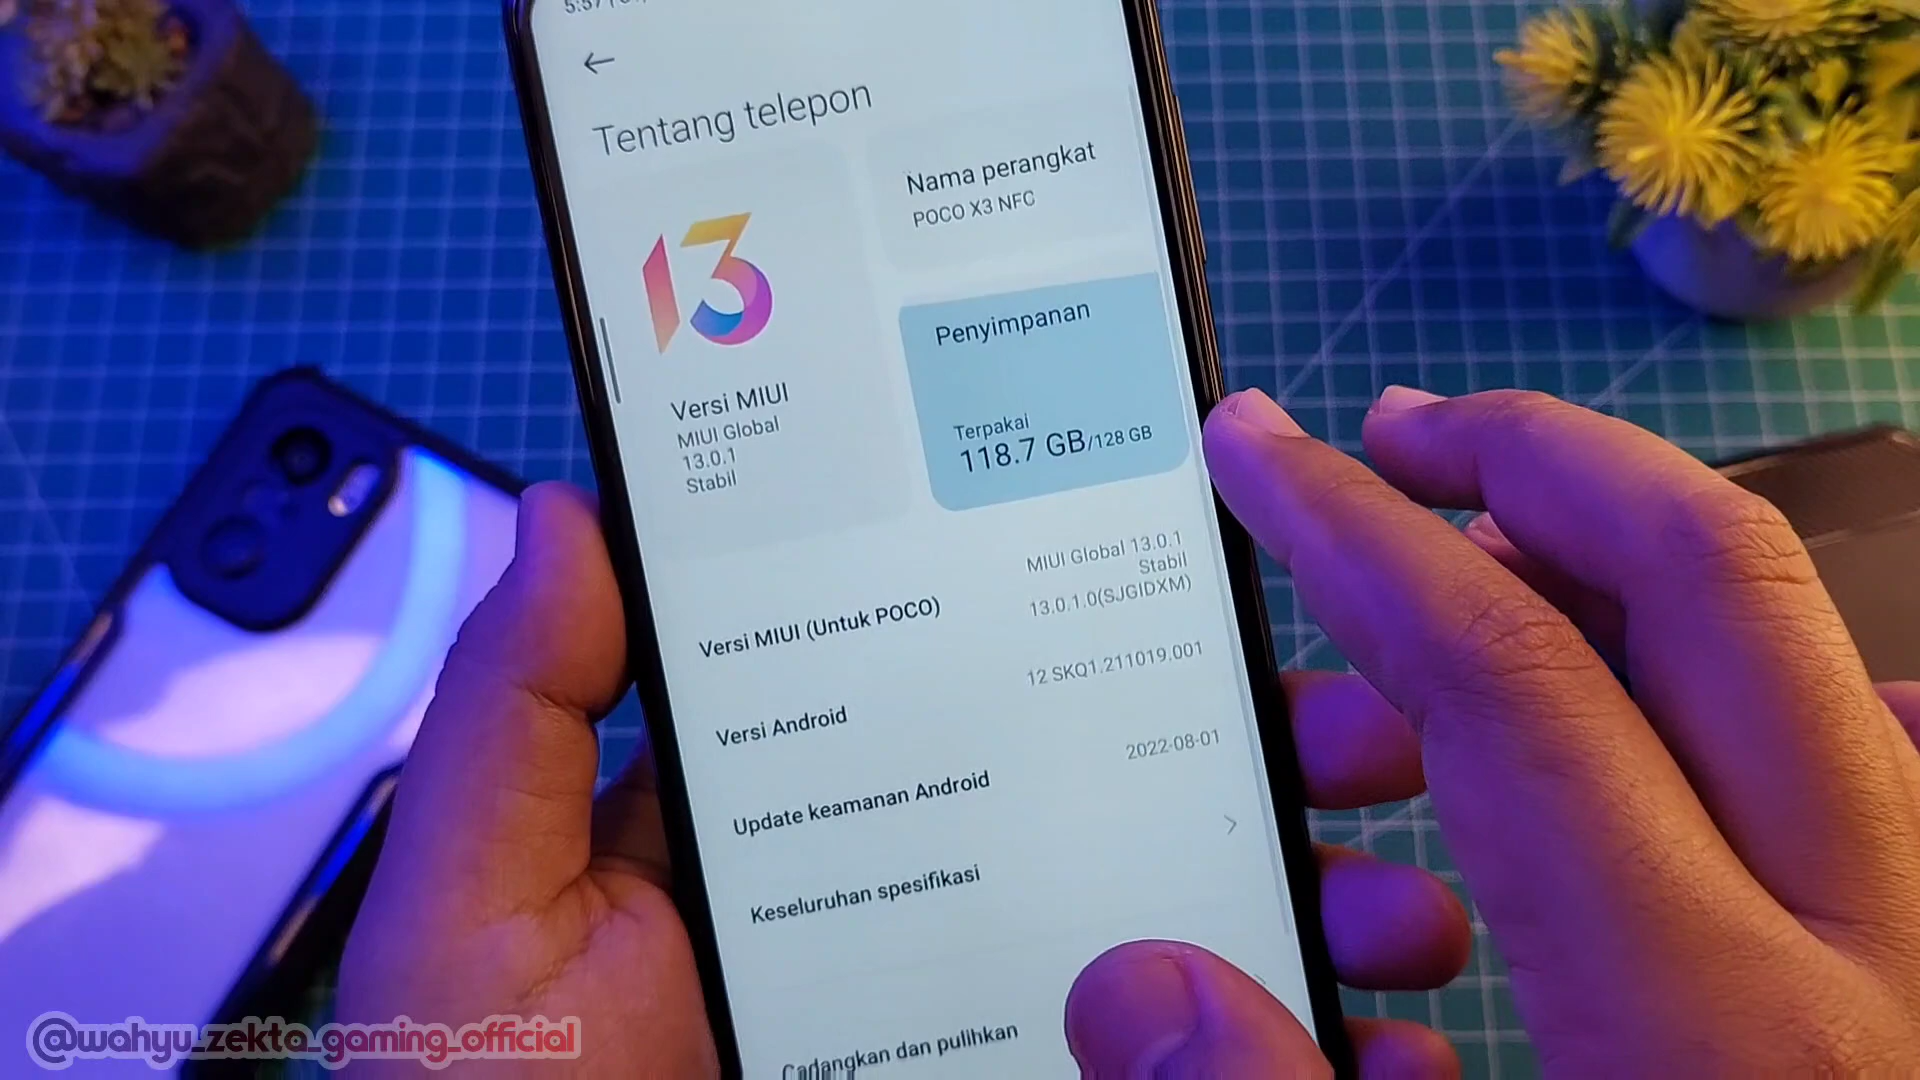 Tentang telepon
13
Versi MIUI
MIUI Global
13.0.1
Stabil
Nama perangkat
POCO X3 NFC
Penyimpanan
Terpakai
118.7 GB/128 GB
Versi MIUI (Untuk POCO)
MIUI Global 13.0.1
Stabil
13.0.1.0(SJGIDXM)
Versi Android
12 SKQ1.211019.001
Update keamanan Android
2022-08-01
Keseluruhan spesifikasi
Cadangkan dan pulihkan
@wahyu_zekta_gaming_official